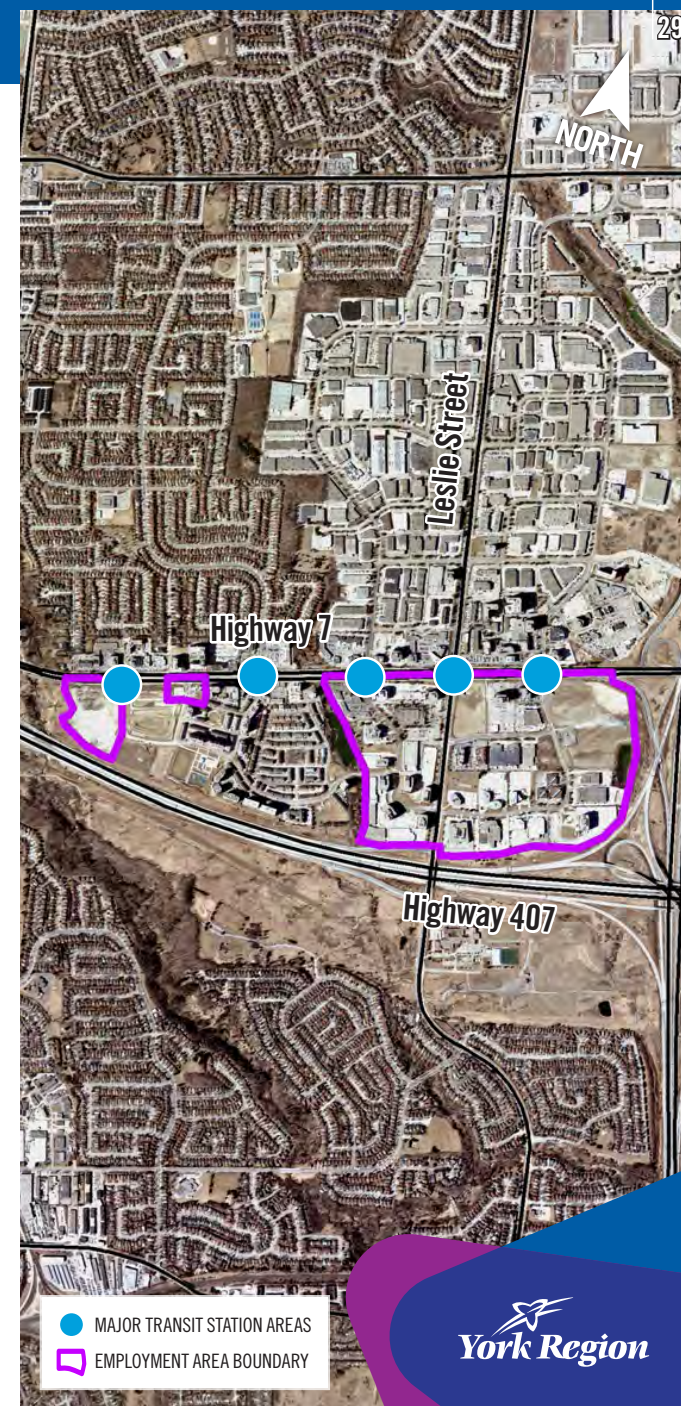 29
NORTH
Leslie Street
Highway 7
Highway 407
MAJOR TRANSIT STATION AREAS
EMPLOYMENT AREA BOUNDARY
York Region